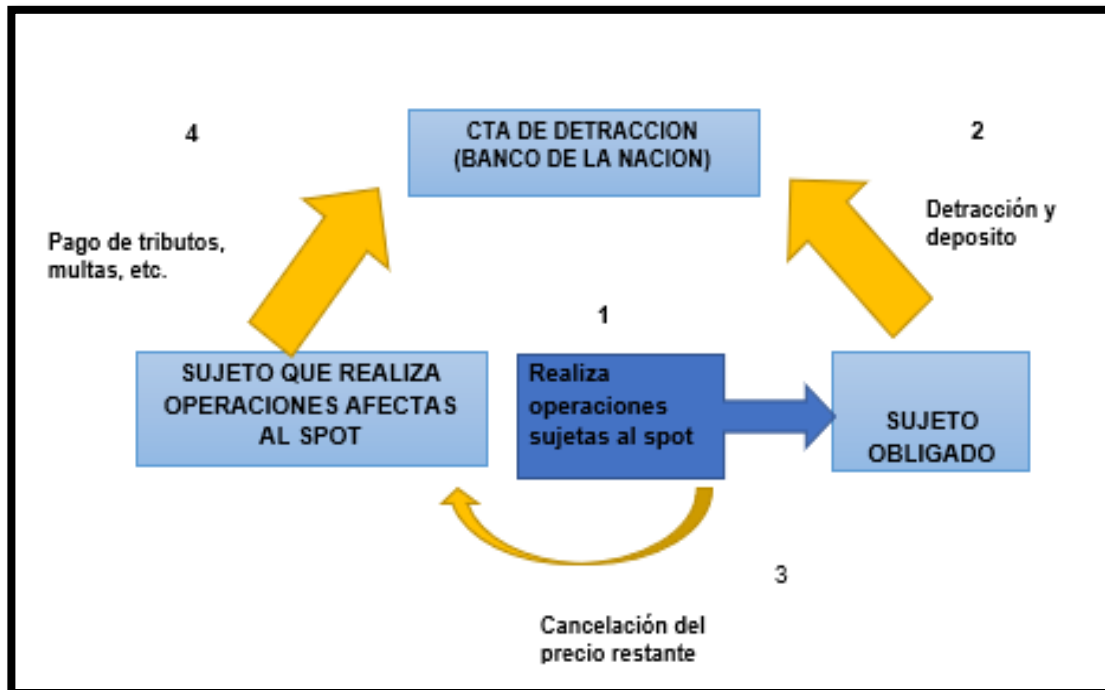 4
CTA DE DETRACCION
(BANCO DE LA NACION)
2
Detracción y
deposito
Pago de tributos,
multas, etc.
1
SUJETO QUE REALIZA
OPERACIONES AFECTAS
AL SPOT
Realiza
operaciones
sujetas al spot
SUJETO
OBLIGADO
3
Cancelación del
precio restante